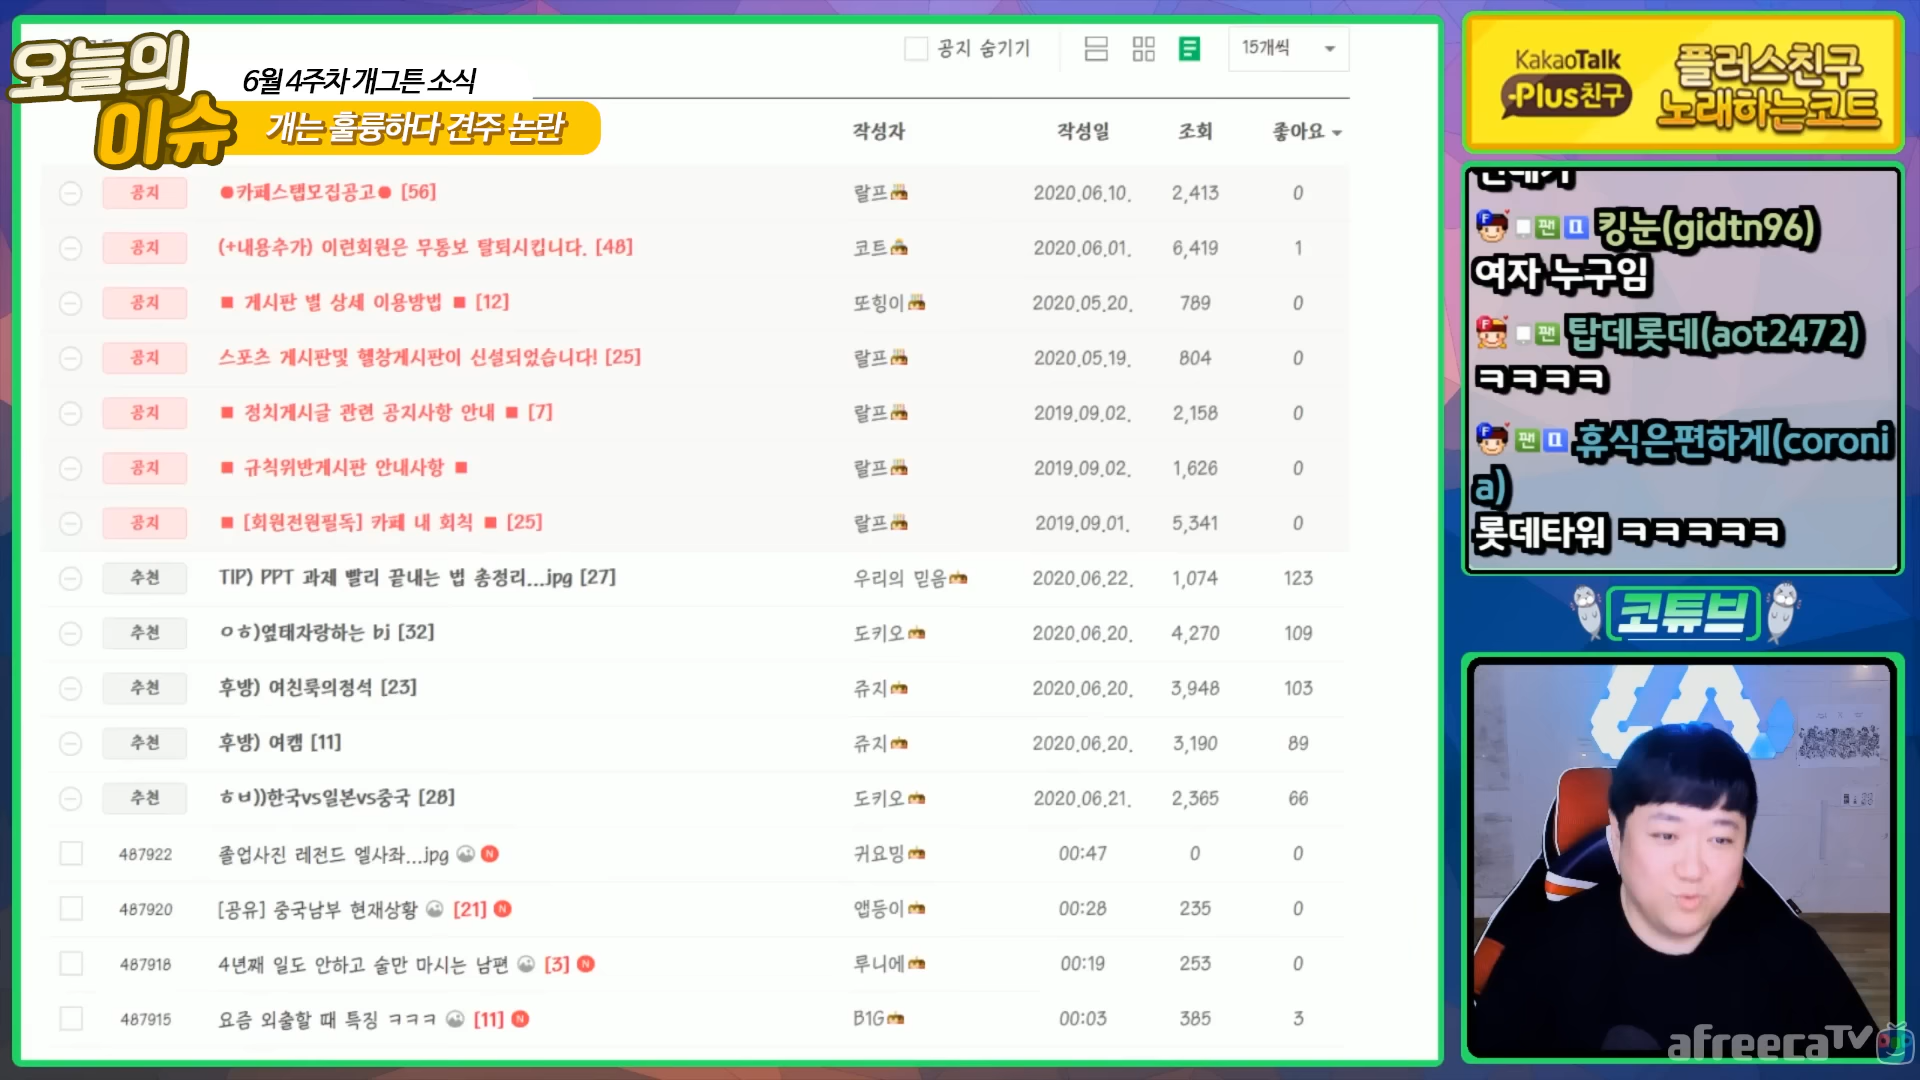 오늘의
이슈
6월 4주차 개그튼 소식
개는 훌륭하다 견주 논란
공지 숨기기
15개씩
작성자 작성일 조회 좋아요
공지 ●카페스탭모집공고● [56] 랄프 2020.06.10. 2,413 0
공지 (+내용추가) 이런회원은 무통보 탈퇴시킵니다. [48] 코트 2020.06.01. 6,419 1
공지 ■ 게시판 별 상세 이용방법 ■ [12] 또힝이 2020.05.20. 789 0
공지 스포츠 게시판및 헬창게시판이 신설되었습니다! [25] 랄프 2020.05.19. 804 0
공지 ■ 정치게시글 관련 공지사항 안내 ■ [7] 랄프 2019.09.02. 2,158 0
공지 ■ 규칙위반게시판 안내사항 ■ 랄프 2019.09.02. 1,626 0
공지 ■ [회원전원필독] 카페 내 회칙 ■ [25] 랄프 2019.09.01. 5,341 0
추천 TIP) PPT 과제 빨리 끝내는 법 총정리...jpg [27] 우리의 믿음 2020.06.22. 1,074 123
추천 ㅇㅎ)옆태자랑하는 bj [32] 도키오 2020.06.20. 4,270 109
추천 후방) 여친룩의정석 [23] 쥬지 2020.06.20. 3,948 103
추천 후방) 여캠 [11] 쥬지 2020.06.20. 3,190 89
추천 ㅎㅂ))한국vs일본vs중국 [28] 도키오 2020.06.21. 2,365 66
487922 졸업사진 레전드 엘사좌...jpg N 귀요밍 00:47 0 0
487920 [공유] 중국남부 현재상황 [21] N 앱등이 00:28 235 0
487918 4년째 일도 안하고 술만 마시는 남편 [3] N 루니에 00:19 253 0
487915 요즘 외출할 때 특징 ㅋㅋㅋ [11] N B1G 00:03 385 3
KakaoTalk
Plus친구
플러스친구
노래하는코트
팬 킹눈(gidtn96)
여자 누구임
팬 탑데롯데(aot2472)
ㅋㅋㅋㅋ
팬 휴식은편하게(coroni
a)
롯데타워 ㅋㅋㅋㅋㅋ
코튜브
afreecaTV